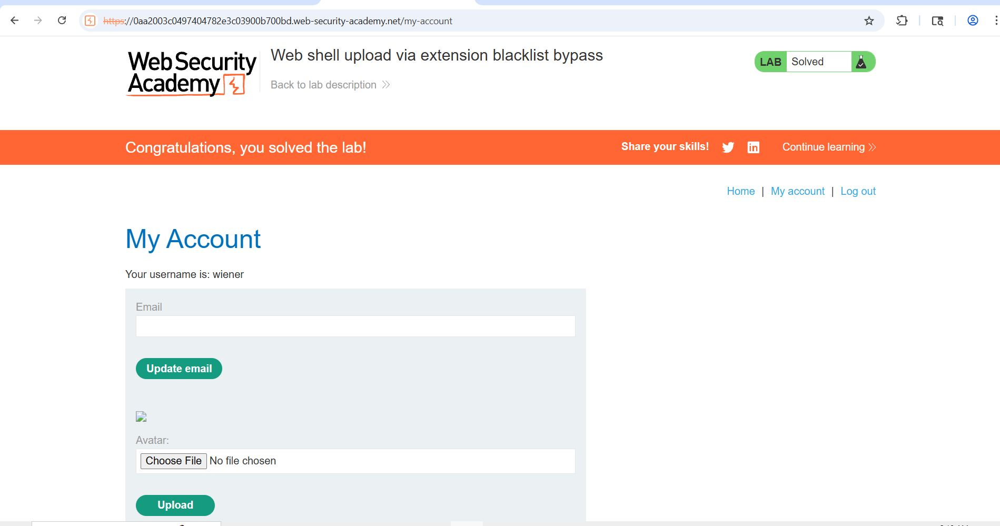 https://0aa2003c0497404782e3c03900b700bd.web-security-academy.net/my-account
Web Security
Academy
Web shell upload via extension blacklist bypass
Back to lab description
LAB Solved
Congratulations, you solved the lab!
Share your skills!
Continue learning
Home | My account | Log out
My Account
Your username is: wiener
Email
Update email
Avatar:
Choose File No file chosen
Upload